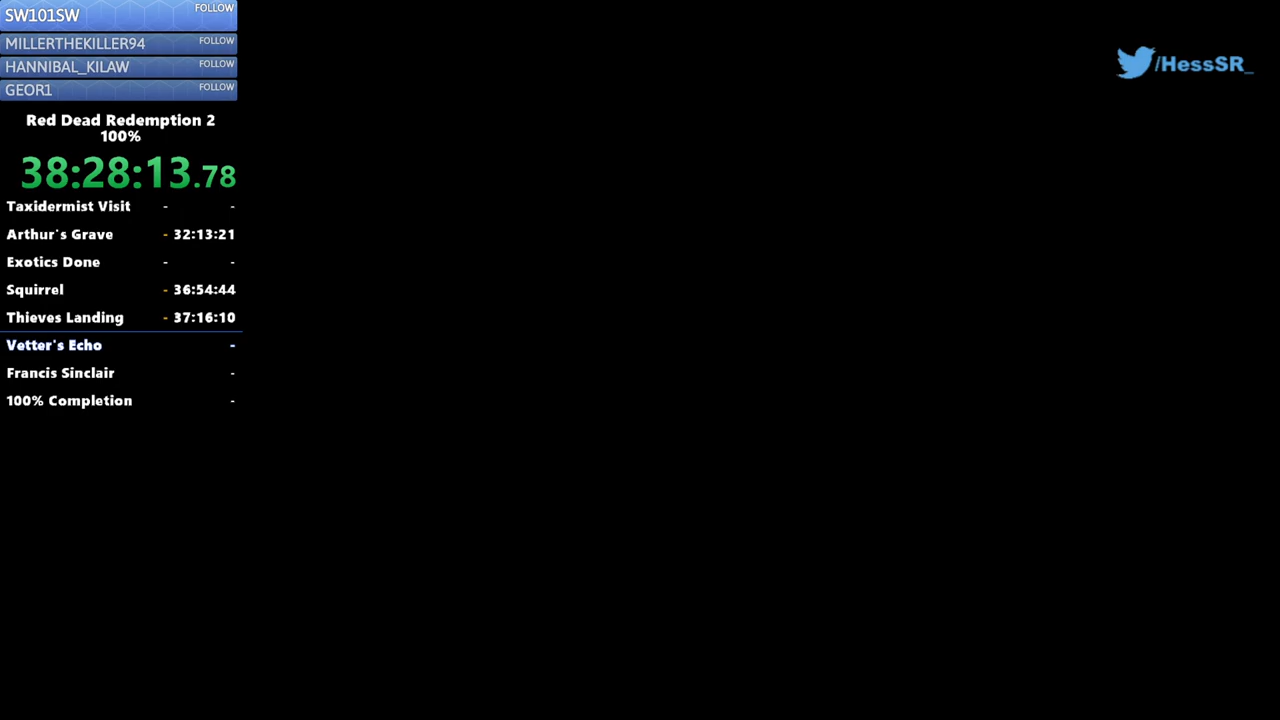 SW101SW FOLLOW
MILLERTHEKILLER94 FOLLOW
HANNIBAL_KILAW FOLLOW
GEOR1 FOLLOW
/HessSR_
Red Dead Redemption 2
100%
38:28:13.78
Taxidermist Visit - -
Arthur's Grave - 32:13:21
Exotics Done - -
Squirrel - 36:54:44
Thieves Landing - 37:16:10
Vetter's Echo -
Francis Sinclair -
100% Completion -